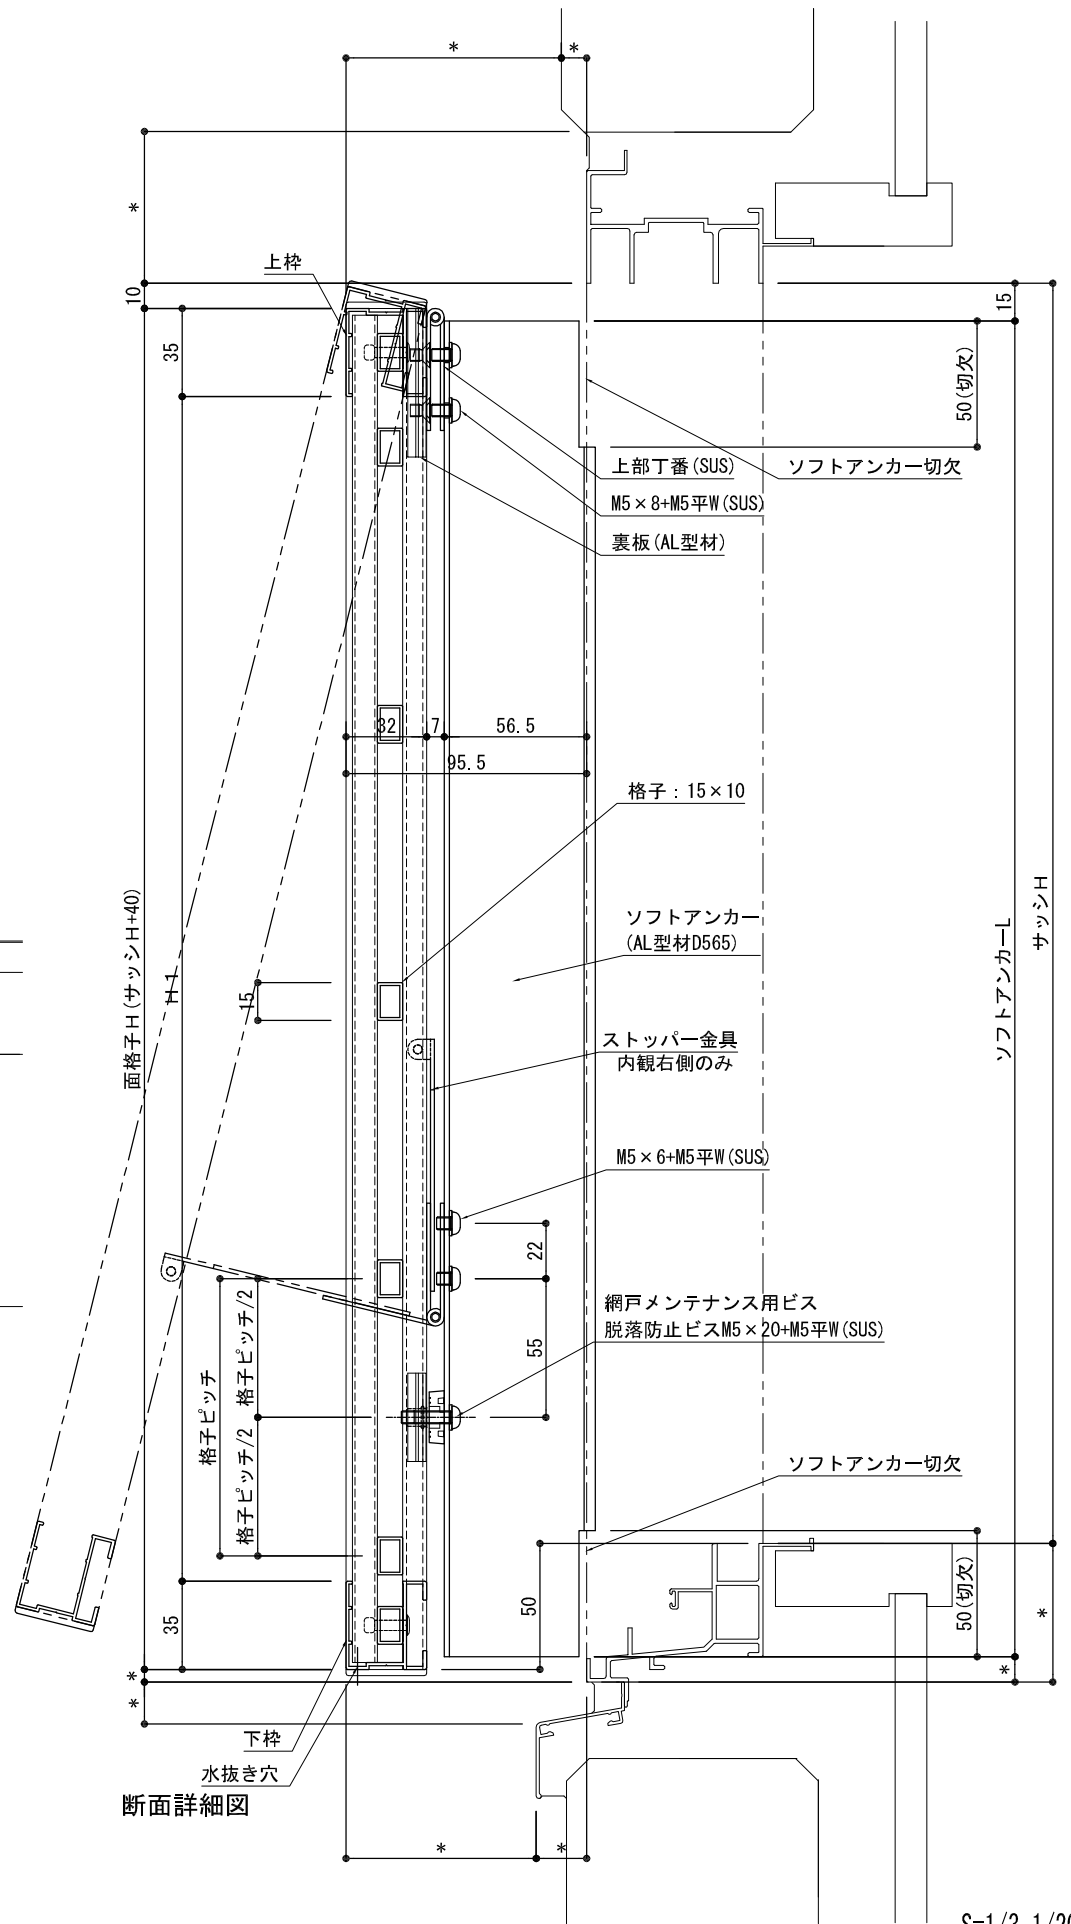 *
*
*
上枠
10
15
35
50(切欠)
上部丁番(SUS)
ソフトアンカー切欠
M5×8+M5平W(SUS)
裏板(AL型材)
32
7
56.5
95.5
格子：15×10
面格子H(サッシH+40)
H1
15
ソフトアンカー
(AL型材D565)
ソフトアンカーL
サッシH
ストッパー金具
内観右側のみ
M5×6+M5平W(SUS)
22
55
網戸メンテナンス用ビス
脱落防止ビスM5×20+M5平W(SUS)
格子ピッチ
格子ピッチ/2
格子ピッチ/2
ソフトアンカー切欠
35
50
50(切欠)
*
*
*
*
下枠
水抜き穴
断面詳細図
*
*